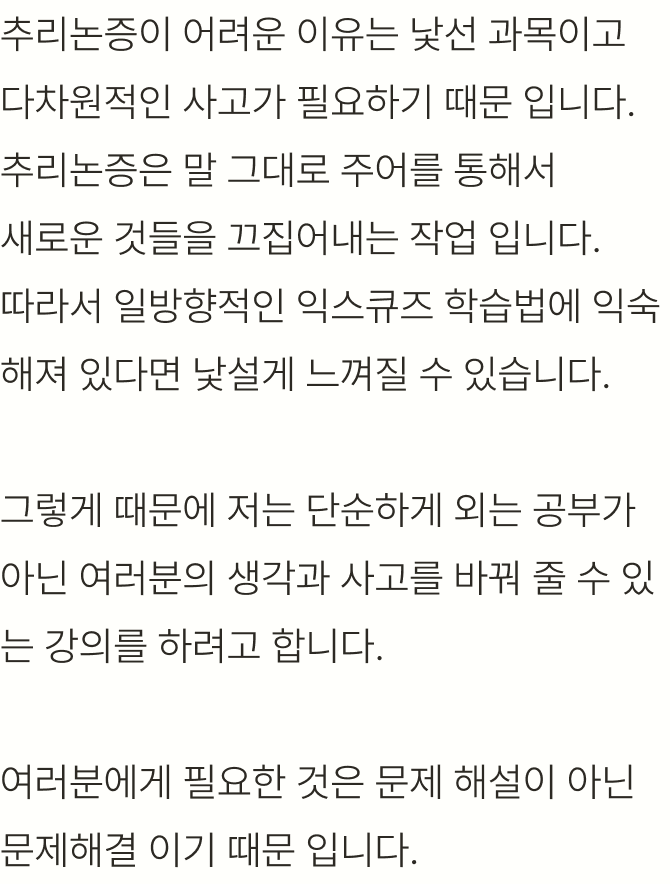 추리논증이 어려운 이유는 낯선 과목이고
다차원적인 사고가 필요하기 때문 입니다.
추리논증은 말 그대로 주어를 통해서
새로운 것들을 끄집어내는 작업 입니다.
따라서 일방향적인 익스큐즈 학습법에 익숙
해져 있다면 낯설게 느껴질 수 있습니다.
그렇게 때문에 저는 단순하게 외는 공부가
아닌 여러분의 생각과 사고를 바꿔 줄 수 있
는 강의를 하려고 합니다.
여러분에게 필요한 것은 문제 해설이 아닌
문제해결 이기 때문 입니다.